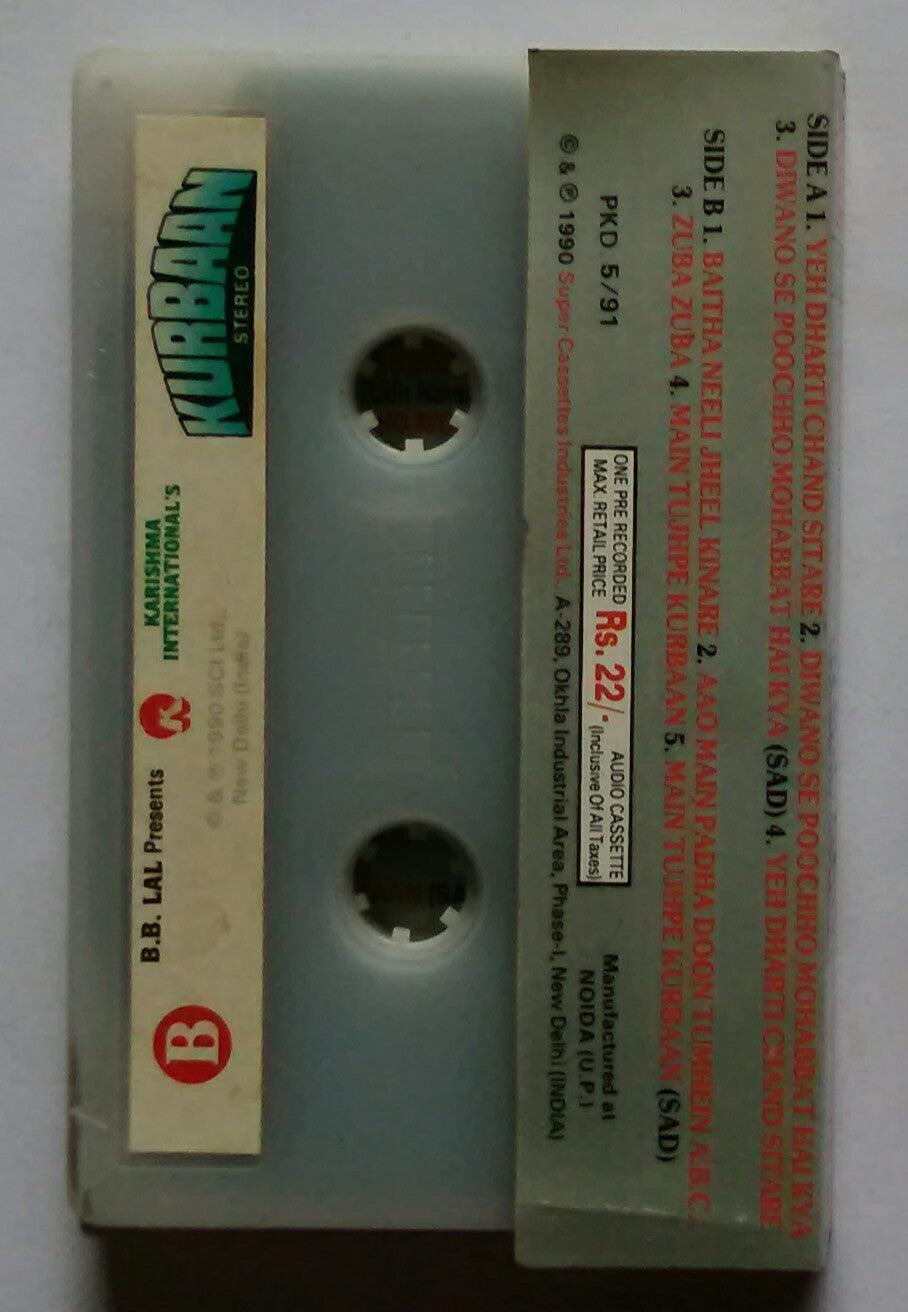 SIDE A 1. YEH DHARTI CHAND SITARE 2. DIWANO SE POOCHHO MOHABBAT HAI KYA
3. DIWANO SE POOCHHO MOHABBAT HAI KYA (SAD) 4. YEH DHARTI CHAND SITARE
SIDE B 1. BAITHA NEELI JHEEL KINARE 2. AAO MAIN PADHA DOON TUMHEIN A.B.C.
3. ZUBA ZUBA 4. MAIN TUJHPE KURBAAN 5. MAIN TUJHPE KURBAAN (SAD)
PKD 5/91
ONE PRE RECORDED
MAX. RETAIL PRICE
Rs. 22/-
AUDIO CASSETTE
(Inclusive Of All Taxes)
Manufactured at
NOIDA (U.P.)
© & ℗ 1990 Super Cassettes Industries Ltd., A-289, Okhla Industrial Area, Phase-I, New Delhi (INDIA)
KURBAAN
STEREO
KARISHMA
INTERNATIONAL'S
B.B. LAL Presents
B